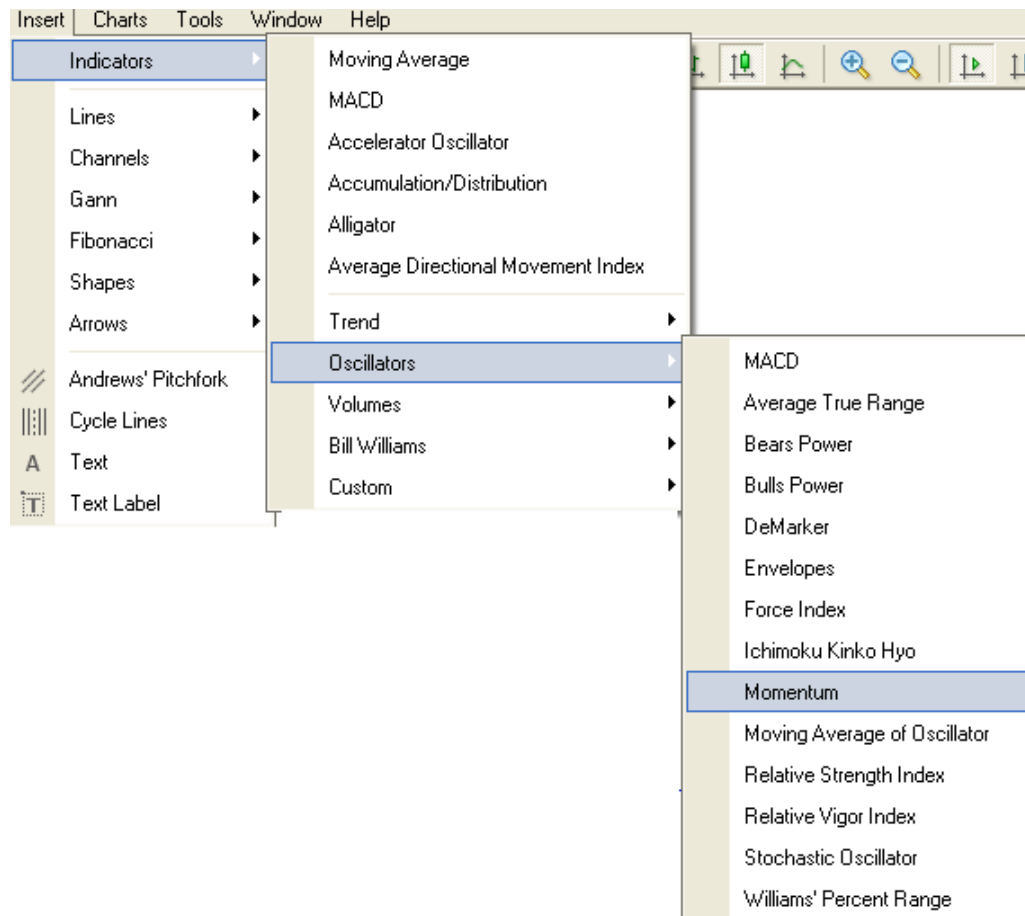 Insert Charts Tools Window Help
Indicators
Lines
Channels
Gann
Fibonacci
Shapes
Arrows
Andrews' Pitchfork
Cycle Lines
A Text
T Text Label
Moving Average
MACD
Accelerator Oscillator
Accumulation/Distribution
Alligator
Average Directional Movement Index
Trend
Oscillators
Volumes
Bill Williams
Custom
MACD
Average True Range
Bears Power
Bulls Power
DeMarker
Envelopes
Force Index
Ichimoku Kinko Hyo
Momentum
Moving Average of Oscillator
Relative Strength Index
Relative Vigor Index
Stochastic Oscillator
Williams' Percent Range